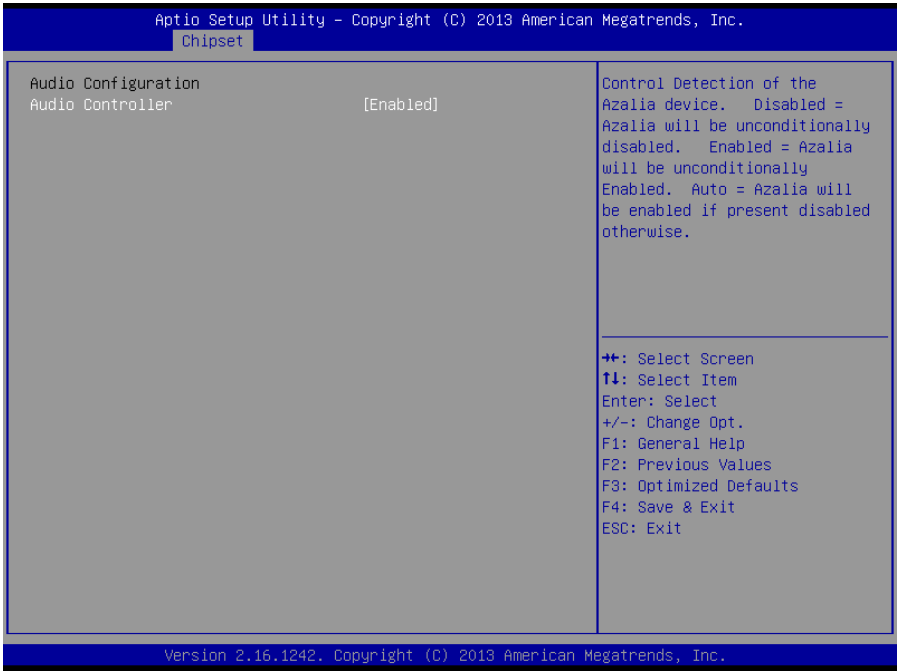 Aptio Setup Utility – Copyright (C) 2013 American Megatrends, Inc.
Chipset
Audio Configuration
Audio Controller [Enabled]
Control Detection of the
Azalia device. Disabled =
Azalia will be unconditionally
disabled. Enabled = Azalia
will be unconditionally
Enabled. Auto = Azalia will
be enabled if present disabled
otherwise.
→←: Select Screen
↑↓: Select Item
Enter: Select
+/-: Change Opt.
F1: General Help
F2: Previous Values
F3: Optimized Defaults
F4: Save & Exit
ESC: Exit
Version 2.16.1242. Copyright (C) 2013 American Megatrends, Inc.